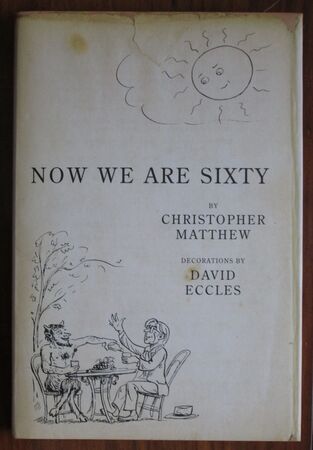 NOW WE ARE SIXTY
BY
CHRISTOPHER
MATTHEW
DECORATIONS BY
DAVID
ECCLES